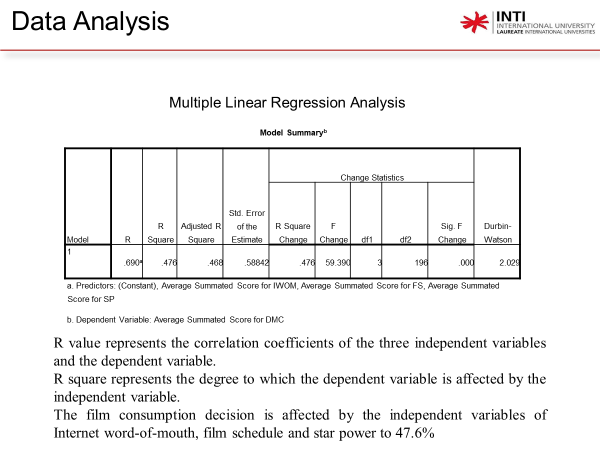 Data Analysis
INTI
INTERNATIONAL UNIVERSITY
LAUREATE INTERNATIONAL UNIVERSITIES
Multiple Linear Regression Analysis
Model Summaryᵇ
Change Statistics
Model R R Square Adjusted R Square Std. Error of the Estimate R Square Change F Change df1 df2 Sig. F Change Durbin-Watson
1 .690ᵃ .476 .468 .58842 .476 59.390 3 196 .000 2.029
a. Predictors: (Constant), Average Summated Score for IWOM, Average Summated Score for FS, Average Summated
Score for SP
b. Dependent Variable: Average Summated Score for DMC
R value represents the correlation coefficients of the three independent variables
and the dependent variable.
R square represents the degree to which the dependent variable is affected by the
independent variable.
The film consumption decision is affected by the independent variables of
Internet word-of-mouth, film schedule and star power to 47.6%